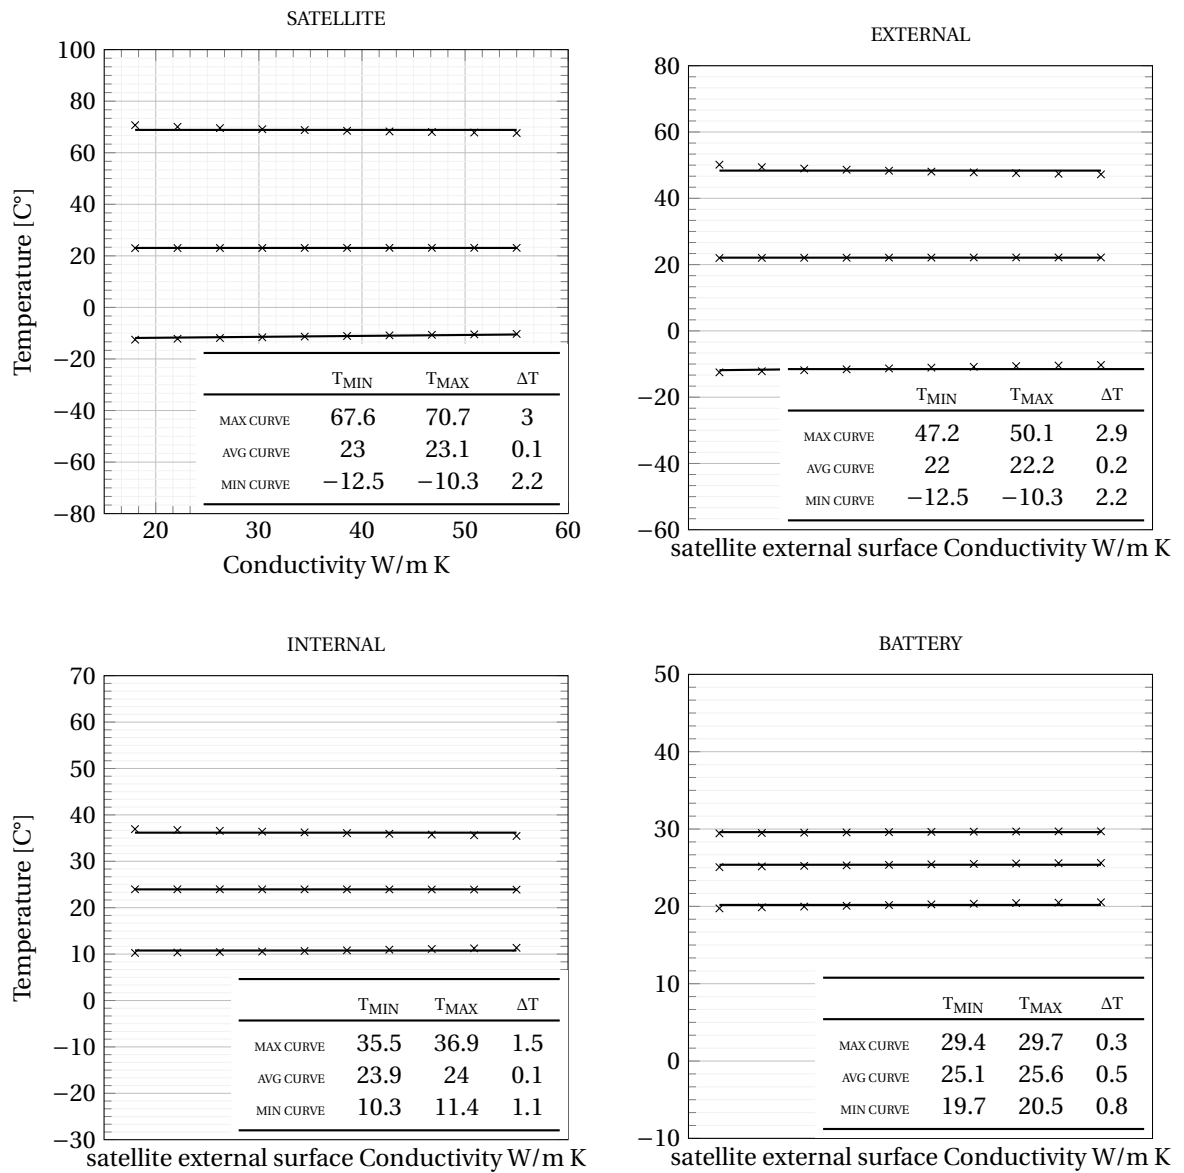 SATELLITE
100
80
60
40
20
0
−20
−40
−60
−80
Temperature [C°]
20 30 40 50 60
Conductivity W/m K
T_MIN T_MAX ΔT
MAX CURVE 67.6 70.7 3
AVG CURVE 23 23.1 0.1
MIN CURVE −12.5 −10.3 2.2
EXTERNAL
80
60
40
20
0
−20
−40
−60
T_MIN T_MAX ΔT
MAX CURVE 47.2 50.1 2.9
AVG CURVE 22 22.2 0.2
MIN CURVE −12.5 −10.3 2.2
satellite external surface Conductivity W/m K
INTERNAL
70
60
50
40
30
20
10
0
−10
−20
−30
Temperature [C°]
T_MIN T_MAX ΔT
MAX CURVE 35.5 36.9 1.5
AVG CURVE 23.9 24 0.1
MIN CURVE 10.3 11.4 1.1
satellite external surface Conductivity W/m K
BATTERY
50
40
30
20
10
0
−10
T_MIN T_MAX ΔT
MAX CURVE 29.4 29.7 0.3
AVG CURVE 25.1 25.6 0.5
MIN CURVE 19.7 20.5 0.8
satellite external surface Conductivity W/m K